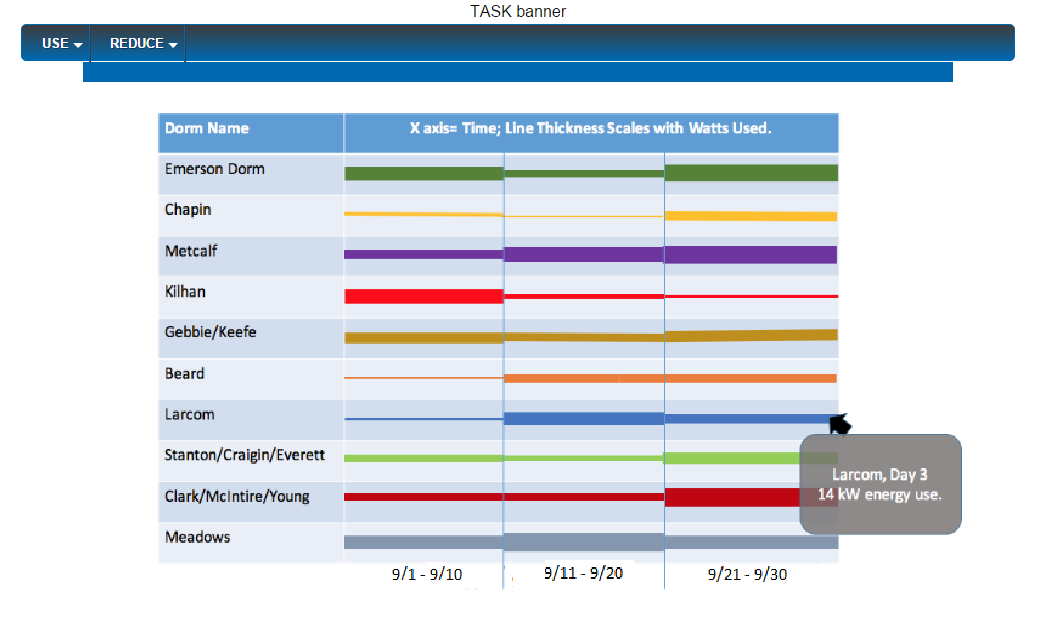 TASK banner
USE REDUCE
Dorm Name X axis= Time; Line Thickness Scales with Watts Used.
Emerson Dorm
Chapin
Metcalf
Kilhan
Gebbie/Keefe
Beard
Larcom
Stanton/Craigin/Everett
Larcom, Day 3
14 kW energy use.
Clark/McIntire/Young
Meadows
9/1 - 9/10 9/11 - 9/20 9/21 - 9/30